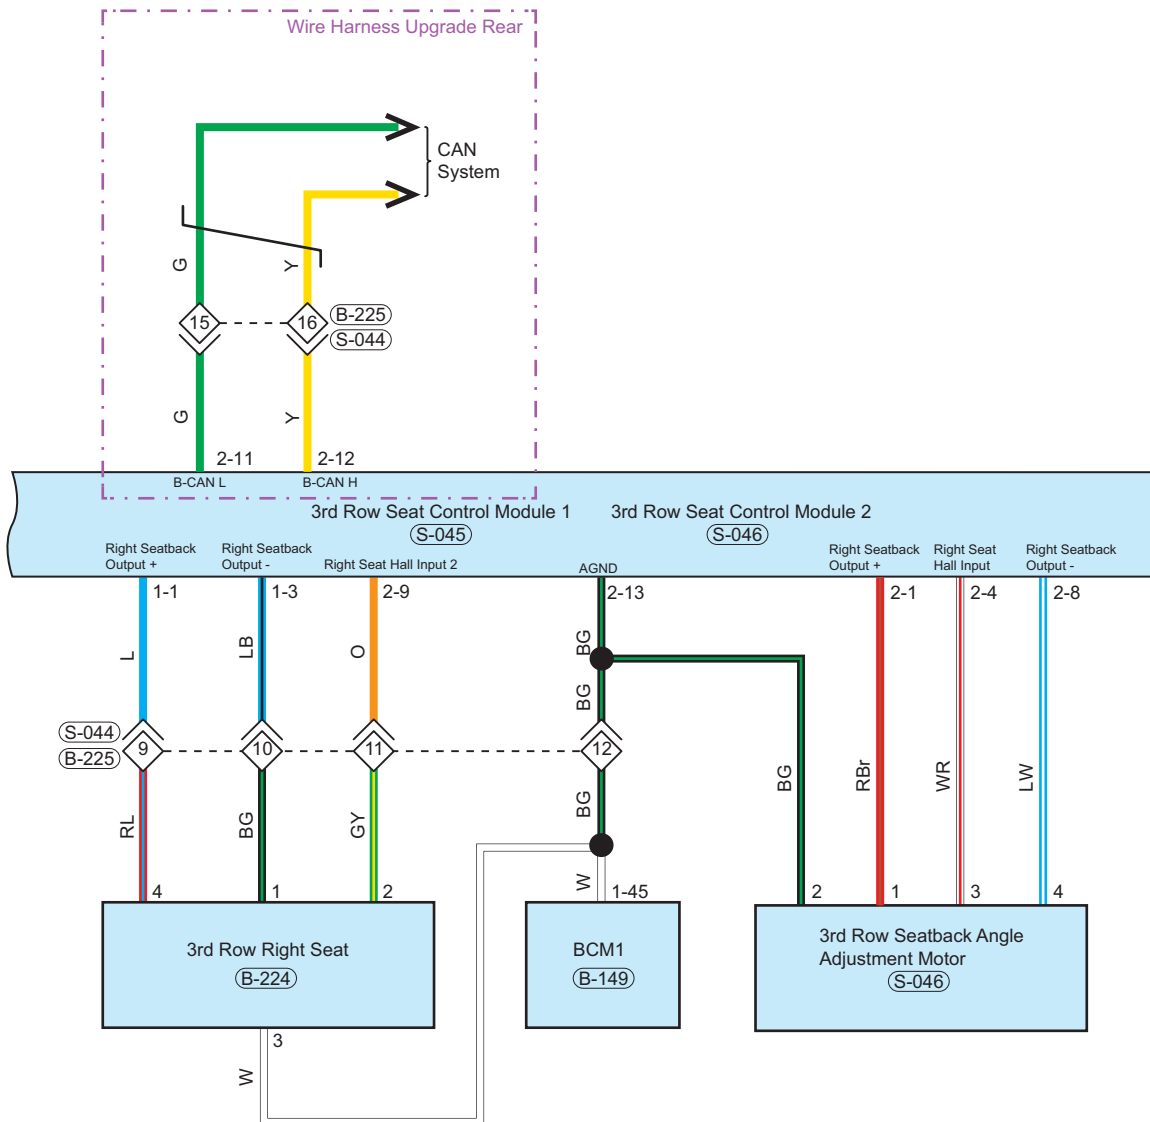 Wire Harness Upgrade Rear
CAN
System
G
Y
15
16
B-225
S-044
G
Y
2-11
2-12
B-CAN L
B-CAN H
3rd Row Seat Control Module 1
3rd Row Seat Control Module 2
S-045
S-046
Right Seatback
Output +
Right Seatback
Output -
Right Seat Hall Input 2
AGND
Right Seatback
Output +
Right Seat
Hall Input
Right Seatback
Output -
1-1
1-3
2-9
2-13
2-1
2-4
2-8
L
LB
O
BG
BG
S-044
B-225
9
10
11
12
RL
BG
GY
BG
BG
RBr
WR
LW
4
1
2
W
1-45
2
1
3
4
3rd Row Right Seat
B-224
BCM1
B-149
3rd Row Seatback Angle
Adjustment Motor
S-046
3
W